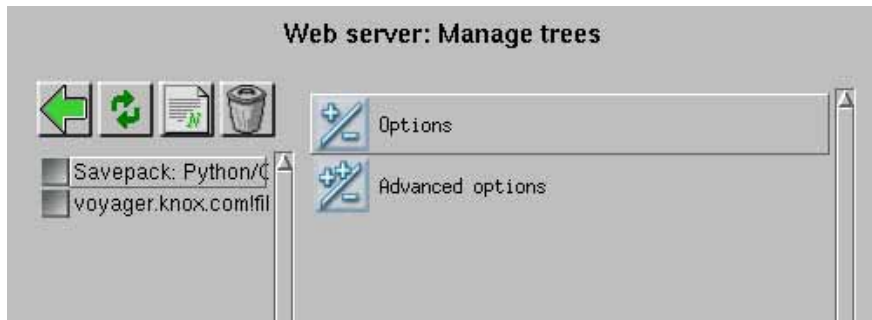 Web server: Manage trees
Options
Savepack: Python/
Advanced options
voyager.knox.com!fil